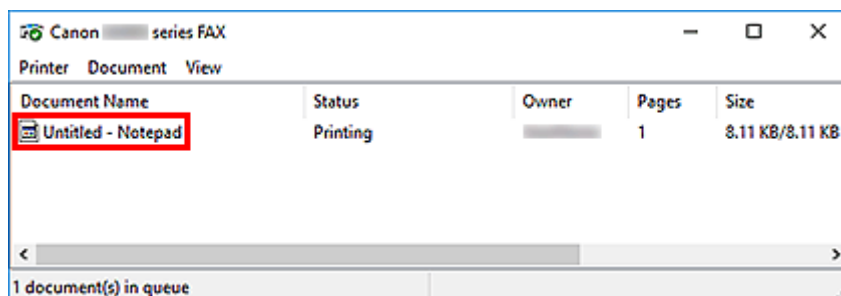 Canon series FAX
Printer Document View
Document Name Status Owner Pages Size
Untitled - Notepad Printing 1 8.11 KB/8.11 KB
1 document(s) in queue